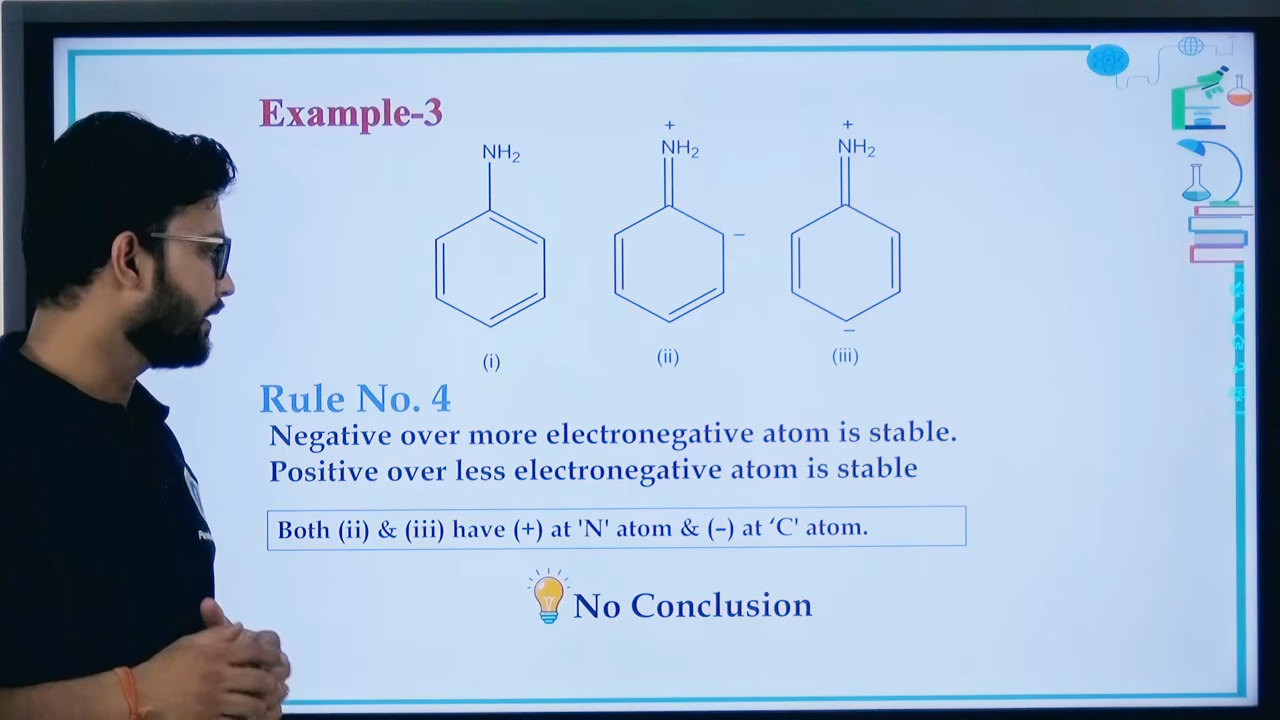 Example-3
NH₂
+
NH₂
−
+
NH₂
−
(i)
(ii)
(iii)
Rule No. 4
Negative over more electronegative atom is stable.
Positive over less electronegative atom is stable
Both (ii) & (iii) have (+) at 'N' atom & (–) at ‘C' atom.
No Conclusion